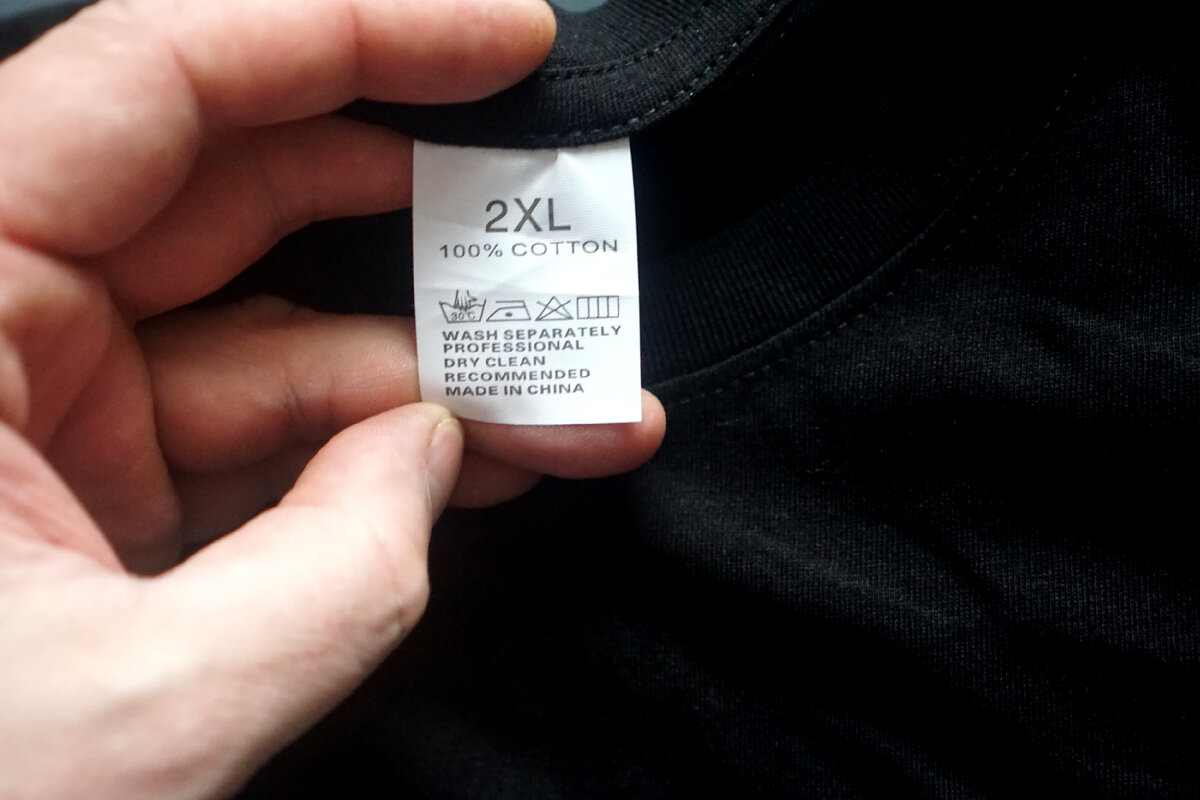 2XL
100% COTTON
30°C
WASH SEPARATELY
PROFESSIONAL
DRY CLEAN
RECOMMENDED
MADE IN CHINA